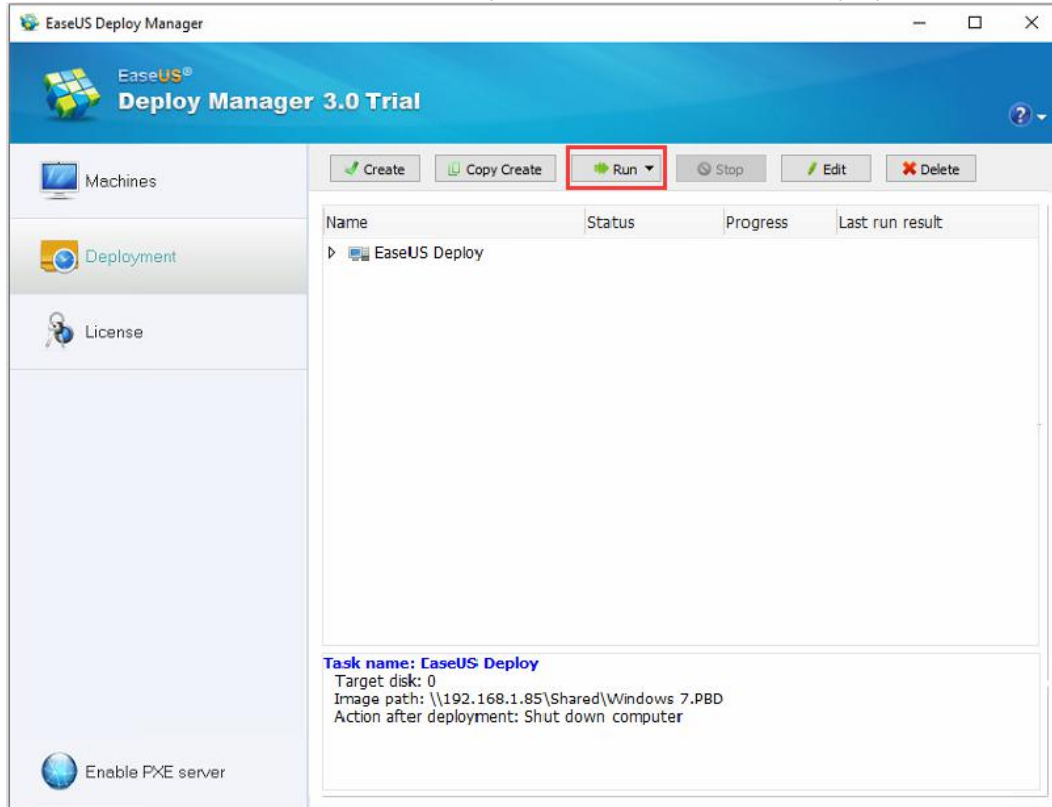 EaseUS Deploy Manager
EaseUS®
Deploy Manager 3.0 Trial
Machines
Deployment
License
Enable PXE server
Create Copy Create Run Stop Edit Delete
Name Status Progress Last run result
EaseUS Deploy
Task name: EaseUS Deploy
Target disk: 0
Image path: \\192.168.1.85\Shared\Windows 7.PBD
Action after deployment: Shut down computer